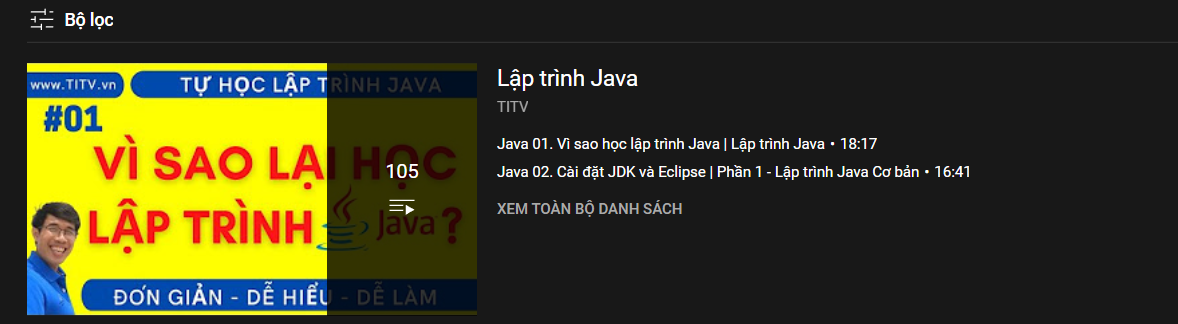 Bộ lọc
www.TITV.vn
TỰ HỌC LẬP TRÌNH JAVA
#01
VÌ SAO LẠI HỌC
LẬP TRÌNH Java ?
ĐƠN GIẢN - DỄ HIỂU - DỄ LÀM
105
Lập trình Java
TITV
Java 01. Vì sao học lập trình Java | Lập trình Java • 18:17
Java 02. Cài đặt JDK và Eclipse | Phần 1 - Lập trình Java Cơ bản • 16:41
XEM TOÀN BỘ DANH SÁCH